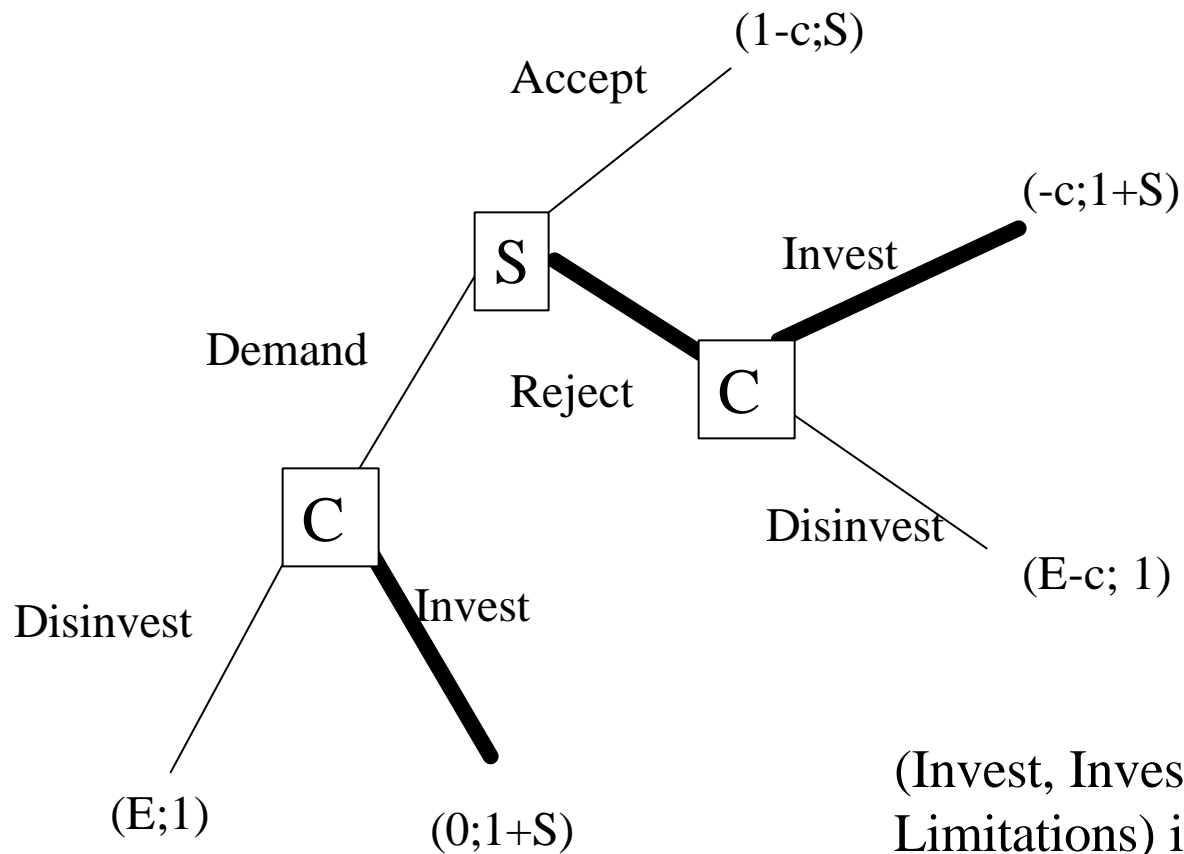 (1-c;S)
Accept
(-c;1+S)
Invest
S
Demand
Reject
C
C
Disinvest
(E-c; 1)
Invest
Disinvest
(E;1)
(0;1+S)
(Invest, Inves
Limitations) i